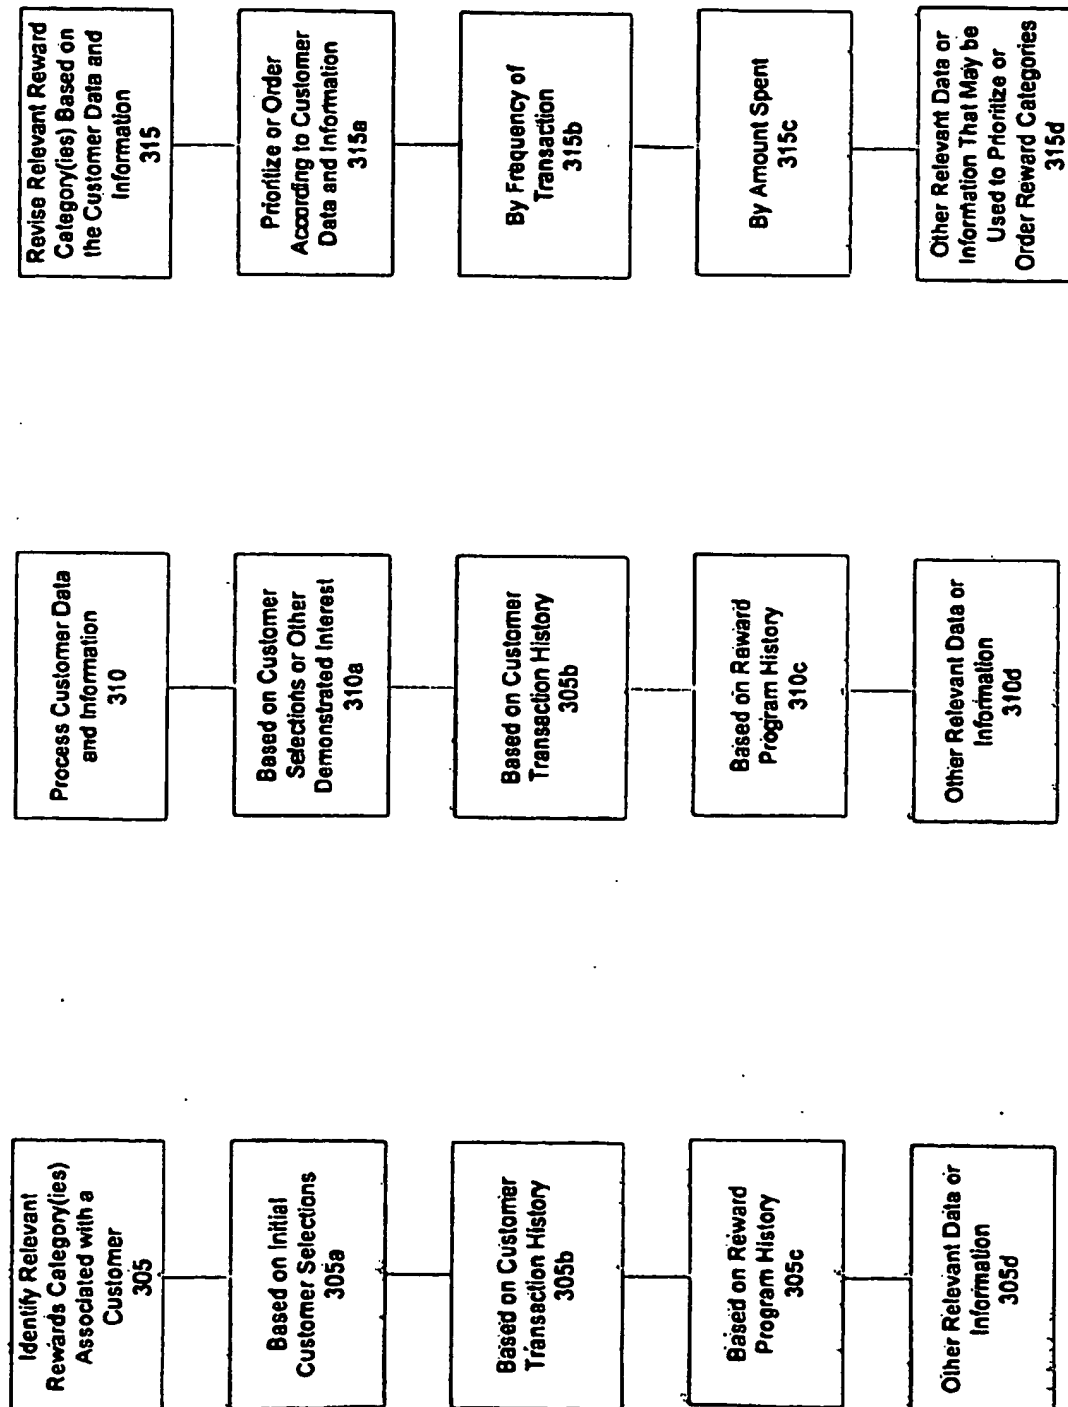 Identify Relevant
Rewards Category(ies)
Associated with a
Customer
305
Based on Initial
Customer Selections
305a
Based on Customer
Transaction History
305b
Based on Reward
Program History
305c
Other Relevant Data or
Information
305d
Process Customer Data
and Information
310
Based on Customer
Selections or Other
Demonstrated Interest
310a
Based on Customer
Transaction History
305b
Based on Reward
Program History
310c
Other Relevant Data or
Information
310d
Revise Relevant Reward
Category(ies) Based on
the Customer Data and
Information
315
Prioritize or Order
According to Customer
Data and Information
315a
By Frequency of
Transaction
315b
By Amount Spent
315c
Other Relevant Data or
Information That May be
Used to Prioritize or
Order Reward Categories
315d